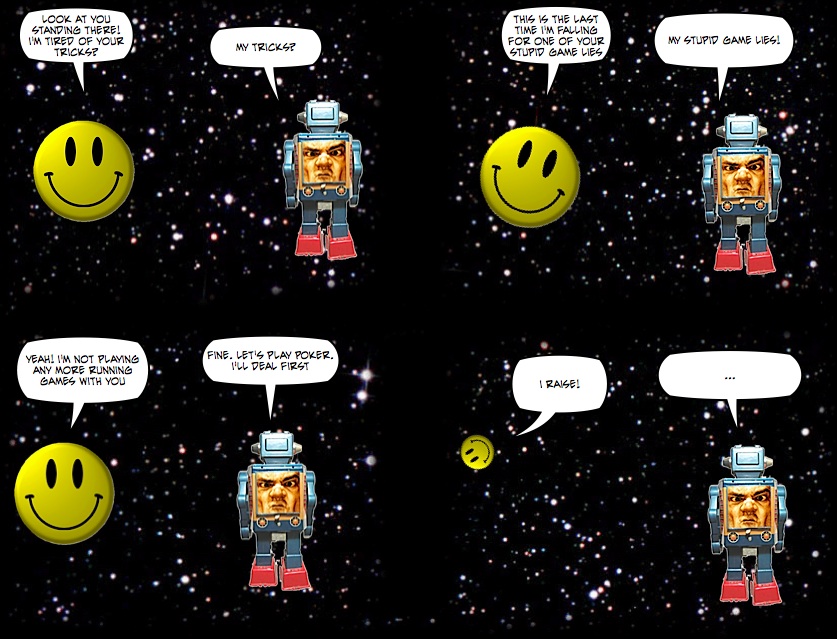 LOOK AT YOU
STANDING THERE!
I'M TIRED OF YOUR
TRICKS?
MY TRICKS?
THIS IS THE LAST
TIME I'M FALLING
FOR ONE OF YOUR
STUPID GAME LIES
MY STUPID GAME LIES!
YEAH! I'M NOT PLAYING
ANY MORE RUNNING
GAMES WITH YOU
FINE. LET'S PLAY POKER.
I'LL DEAL FIRST
I RAISE!
...